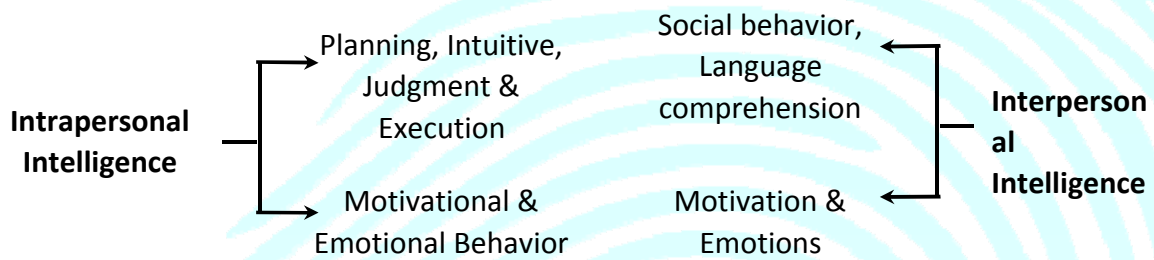 Intrapersonal
Intelligence
Planning, Intuitive,
Judgment &
Execution
Motivational &
Emotional Behavior
Social behavior,
Language
comprehension
Motivation &
Emotions
Interperson
al
Intelligence